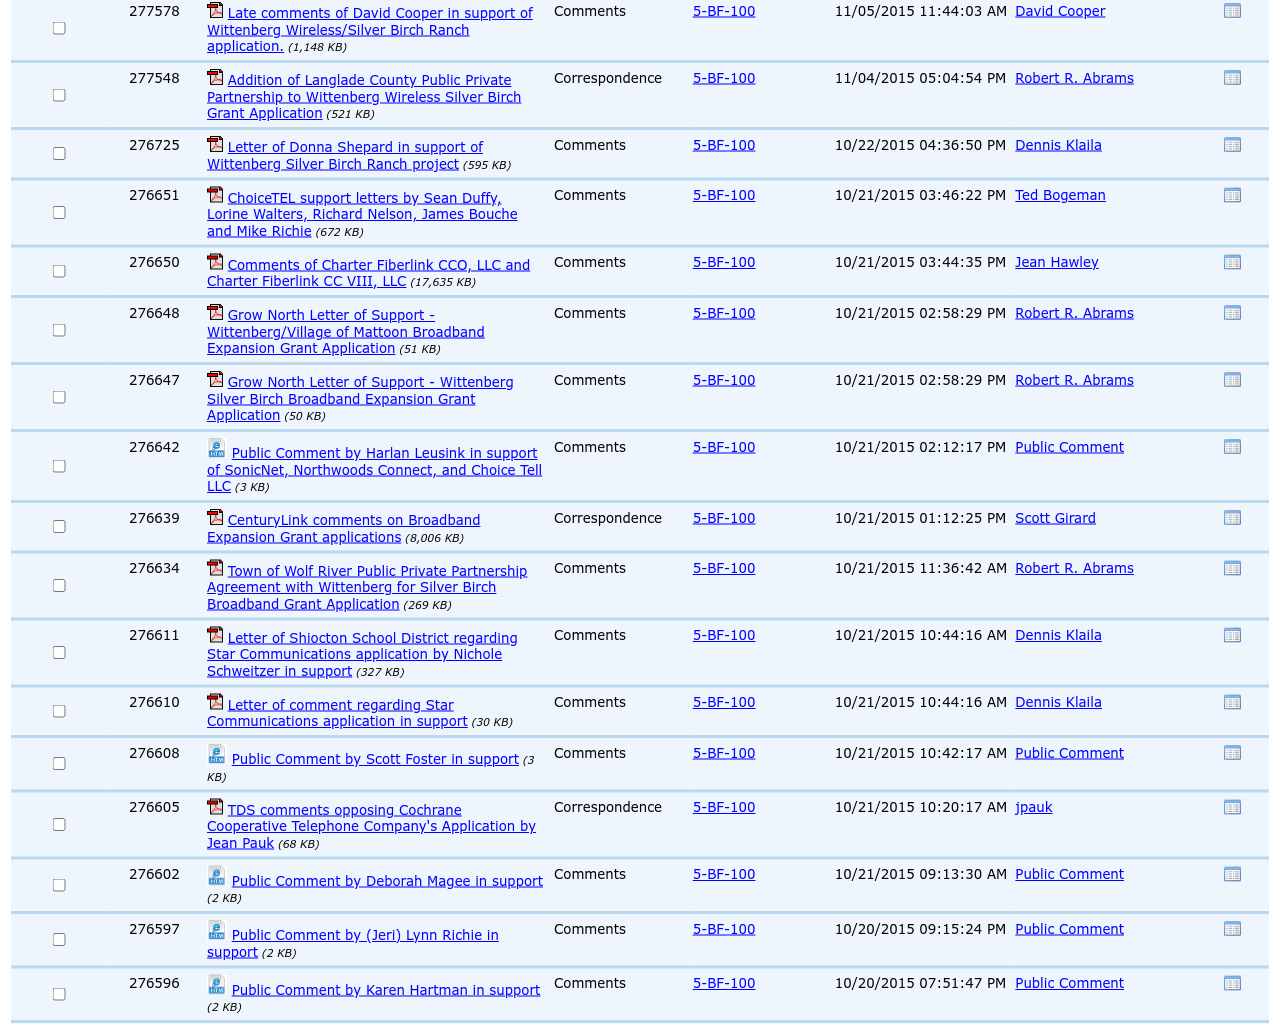 277578 Late comments of David Cooper in support of Comments 5-BF-100 11/05/2015 11:44:03 AM David Cooper
Wittenberg Wireless/Silver Birch Ranch
application. (1,148 KB)
277548 Addition of Langlade County Public Private Correspondence 5-BF-100 11/04/2015 05:04:54 PM Robert R. Abrams
Partnership to Wittenberg Wireless Silver Birch
Grant Application (521 KB)
276725 Letter of Donna Shepard in support of Comments 5-BF-100 10/22/2015 04:36:50 PM Dennis Klaila
Wittenberg Silver Birch Ranch project (595 KB)
276651 ChoiceTEL support letters by Sean Duffy, Comments 5-BF-100 10/21/2015 03:46:22 PM Ted Bogeman
Lorine Walters, Richard Nelson, James Bouche
and Mike Richie (672 KB)
276650 Comments of Charter Fiberlink CCO, LLC and Comments 5-BF-100 10/21/2015 03:44:35 PM Jean Hawley
Charter Fiberlink CC VIII, LLC (17,635 KB)
276648 Grow North Letter of Support - Comments 5-BF-100 10/21/2015 02:58:29 PM Robert R. Abrams
Wittenberg/Village of Mattoon Broadband
Expansion Grant Application (51 KB)
276647 Grow North Letter of Support - Wittenberg Comments 5-BF-100 10/21/2015 02:58:29 PM Robert R. Abrams
Silver Birch Broadband Expansion Grant
Application (50 KB)
276642 Public Comment by Harlan Leusink in support Comments 5-BF-100 10/21/2015 02:12:17 PM Public Comment
of SonicNet, Northwoods Connect, and Choice Tell
LLC (3 KB)
276639 CenturyLink comments on Broadband Correspondence 5-BF-100 10/21/2015 01:12:25 PM Scott Girard
Expansion Grant applications (8,006 KB)
276634 Town of Wolf River Public Private Partnership Comments 5-BF-100 10/21/2015 11:36:42 AM Robert R. Abrams
Agreement with Wittenberg for Silver Birch
Broadband Grant Application (269 KB)
276611 Letter of Shiocton School District regarding Comments 5-BF-100 10/21/2015 10:44:16 AM Dennis Klaila
Star Communications application by Nichole
Schweitzer in support (327 KB)
276610 Letter of comment regarding Star Comments 5-BF-100 10/21/2015 10:44:16 AM Dennis Klaila
Communications application in support (30 KB)
276608 Public Comment by Scott Foster in support (3 Comments 5-BF-100 10/21/2015 10:42:17 AM Public Comment
KB)
276605 TDS comments opposing Cochrane Correspondence 5-BF-100 10/21/2015 10:20:17 AM jpauk
Cooperative Telephone Company's Application by
Jean Pauk (68 KB)
276602 Public Comment by Deborah Magee in support Comments 5-BF-100 10/21/2015 09:13:30 AM Public Comment
(2 KB)
276597 Public Comment by (Jeri) Lynn Richie in Comments 5-BF-100 10/20/2015 09:15:24 PM Public Comment
support (2 KB)
276596 Public Comment by Karen Hartman in support Comments 5-BF-100 10/20/2015 07:51:47 PM Public Comment
(2 KB)